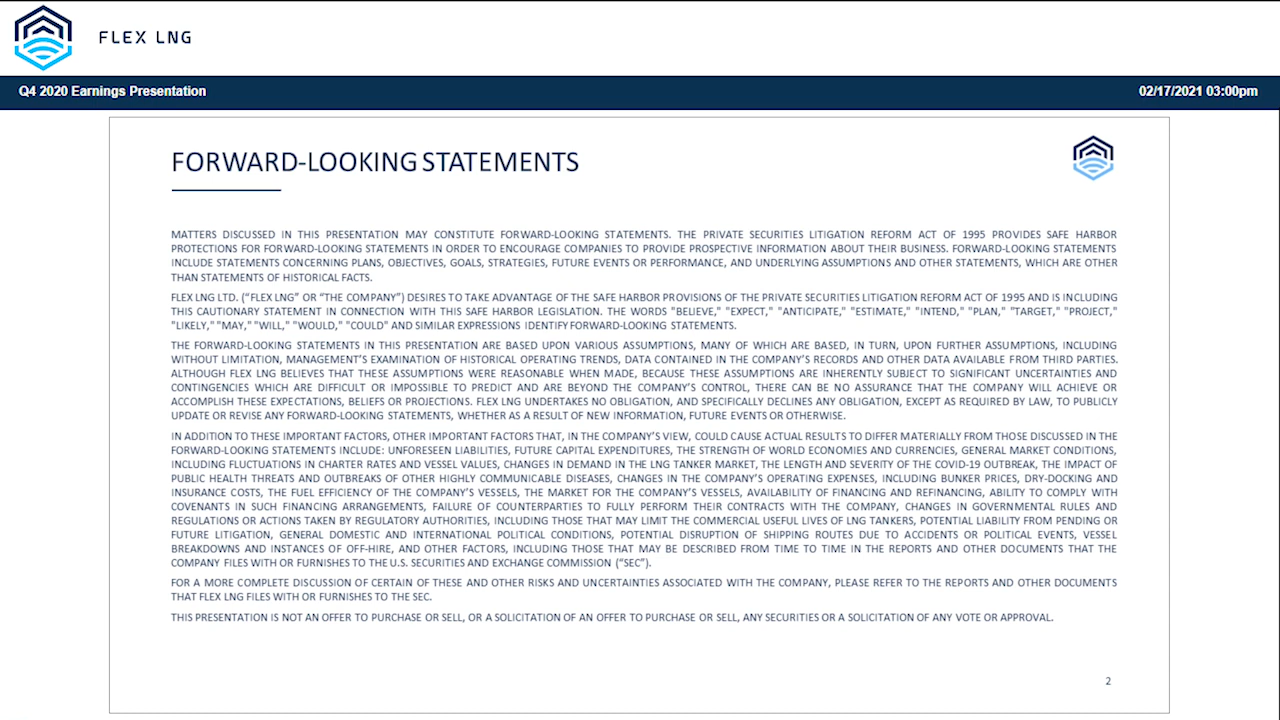 FLEX LNG
Q4 2020 Earnings Presentation
02/17/2021 03:00pm
FORWARD-LOOKING STATEMENTS
MATTERS DISCUSSED IN THIS PRESENTATION MAY CONSTITUTE FORWARD-LOOKING STATEMENTS. THE PRIVATE SECURITIES LITIGATION REFORM ACT OF 1995 PROVIDES SAFE HARBOR
PROTECTIONS FOR FORWARD-LOOKING STATEMENTS IN ORDER TO ENCOURAGE COMPANIES TO PROVIDE PROSPECTIVE INFORMATION ABOUT THEIR BUSINESS. FORWARD-LOOKING STATEMENTS
INCLUDE STATEMENTS CONCERNING PLANS, OBJECTIVES, GOALS, STRATEGIES, FUTURE EVENTS OR PERFORMANCE, AND UNDERLYING ASSUMPTIONS AND OTHER STATEMENTS, WHICH ARE OTHER
THAN STATEMENTS OF HISTORICAL FACTS.
FLEX LNG LTD. (“FLEX LNG” OR “THE COMPANY”) DESIRES TO TAKE ADVANTAGE OF THE SAFE HARBOR PROVISIONS OF THE PRIVATE SECURITIES LITIGATION REFORM ACT OF 1995 AND IS INCLUDING
THIS CAUTIONARY STATEMENT IN CONNECTION WITH THIS SAFE HARBOR LEGISLATION. THE WORDS "BELIEVE," "EXPECT," "ANTICIPATE," "ESTIMATE," "INTEND," "PLAN," "TARGET," "PROJECT,"
"LIKELY," "MAY," "WILL," "WOULD," "COULD" AND SIMILAR EXPRESSIONS IDENTIFY FORWARD-LOOKING STATEMENTS.
THE FORWARD-LOOKING STATEMENTS IN THIS PRESENTATION ARE BASED UPON VARIOUS ASSUMPTIONS, MANY OF WHICH ARE BASED, IN TURN, UPON FURTHER ASSUMPTIONS, INCLUDING
WITHOUT LIMITATION, MANAGEMENT’S EXAMINATION OF HISTORICAL OPERATING TRENDS, DATA CONTAINED IN THE COMPANY’S RECORDS AND OTHER DATA AVAILABLE FROM THIRD PARTIES.
ALTHOUGH FLEX LNG BELIEVES THAT THESE ASSUMPTIONS WERE REASONABLE WHEN MADE, BECAUSE THESE ASSUMPTIONS ARE INHERENTLY SUBJECT TO SIGNIFICANT UNCERTAINTIES AND
CONTINGENCIES WHICH ARE DIFFICULT OR IMPOSSIBLE TO PREDICT AND ARE BEYOND THE COMPANY’S CONTROL, THERE CAN BE NO ASSURANCE THAT THE COMPANY WILL ACHIEVE OR
ACCOMPLISH THESE EXPECTATIONS, BELIEFS OR PROJECTIONS. FLEX LNG UNDERTAKES NO OBLIGATION, AND SPECIFICALLY DECLINES ANY OBLIGATION, EXCEPT AS REQUIRED BY LAW, TO PUBLICLY
UPDATE OR REVISE ANY FORWARD-LOOKING STATEMENTS, WHETHER AS A RESULT OF NEW INFORMATION, FUTURE EVENTS OR OTHERWISE.
IN ADDITION TO THESE IMPORTANT FACTORS, OTHER IMPORTANT FACTORS THAT, IN THE COMPANY’S VIEW, COULD CAUSE ACTUAL RESULTS TO DIFFER MATERIALLY FROM THOSE DISCUSSED IN THE
FORWARD-LOOKING STATEMENTS INCLUDE: UNFORESEEN LIABILITIES, FUTURE CAPITAL EXPENDITURES, THE STRENGTH OF WORLD ECONOMIES AND CURRENCIES, GENERAL MARKET CONDITIONS,
INCLUDING FLUCTUATIONS IN CHARTER RATES AND VESSEL VALUES, CHANGES IN DEMAND IN THE LNG TANKER MARKET, THE LENGTH AND SEVERITY OF THE COVID-19 OUTBREAK, THE IMPACT OF
PUBLIC HEALTH THREATS AND OUTBREAKS OF OTHER HIGHLY COMMUNICABLE DISEASES, CHANGES IN THE COMPANY’S OPERATING EXPENSES, INCLUDING BUNKER PRICES, DRY-DOCKING AND
INSURANCE COSTS, THE FUEL EFFICIENCY OF THE COMPANY’S VESSELS, THE MARKET FOR THE COMPANY’S VESSELS, AVAILABILITY OF FINANCING AND REFINANCING, ABILITY TO COMPLY WITH
COVENANTS IN SUCH FINANCING ARRANGEMENTS, FAILURE OF COUNTERPARTIES TO FULLY PERFORM THEIR CONTRACTS WITH THE COMPANY, CHANGES IN GOVERNMENTAL RULES AND
REGULATIONS OR ACTIONS TAKEN BY REGULATORY AUTHORITIES, INCLUDING THOSE THAT MAY LIMIT THE COMMERCIAL USEFUL LIVES OF LNG TANKERS, POTENTIAL LIABILITY FROM PENDING OR
FUTURE LITIGATION, GENERAL DOMESTIC AND INTERNATIONAL POLITICAL CONDITIONS, POTENTIAL DISRUPTION OF SHIPPING ROUTES DUE TO ACCIDENTS OR POLITICAL EVENTS, VESSEL
BREAKDOWNS AND INSTANCES OF OFF-HIRE, AND OTHER FACTORS, INCLUDING THOSE THAT MAY BE DESCRIBED FROM TIME TO TIME IN THE REPORTS AND OTHER DOCUMENTS THAT THE
COMPANY FILES WITH OR FURNISHES TO THE U.S. SECURITIES AND EXCHANGE COMMISSION (“SEC”).
FOR A MORE COMPLETE DISCUSSION OF CERTAIN OF THESE AND OTHER RISKS AND UNCERTAINTIES ASSOCIATED WITH THE COMPANY, PLEASE REFER TO THE REPORTS AND OTHER DOCUMENTS
THAT FLEX LNG FILES WITH OR FURNISHES TO THE SEC.
THIS PRESENTATION IS NOT AN OFFER TO PURCHASE OR SELL, OR A SOLICITATION OF AN OFFER TO PURCHASE OR SELL, ANY SECURITIES OR A SOLICITATION OF ANY VOTE OR APPROVAL.
2